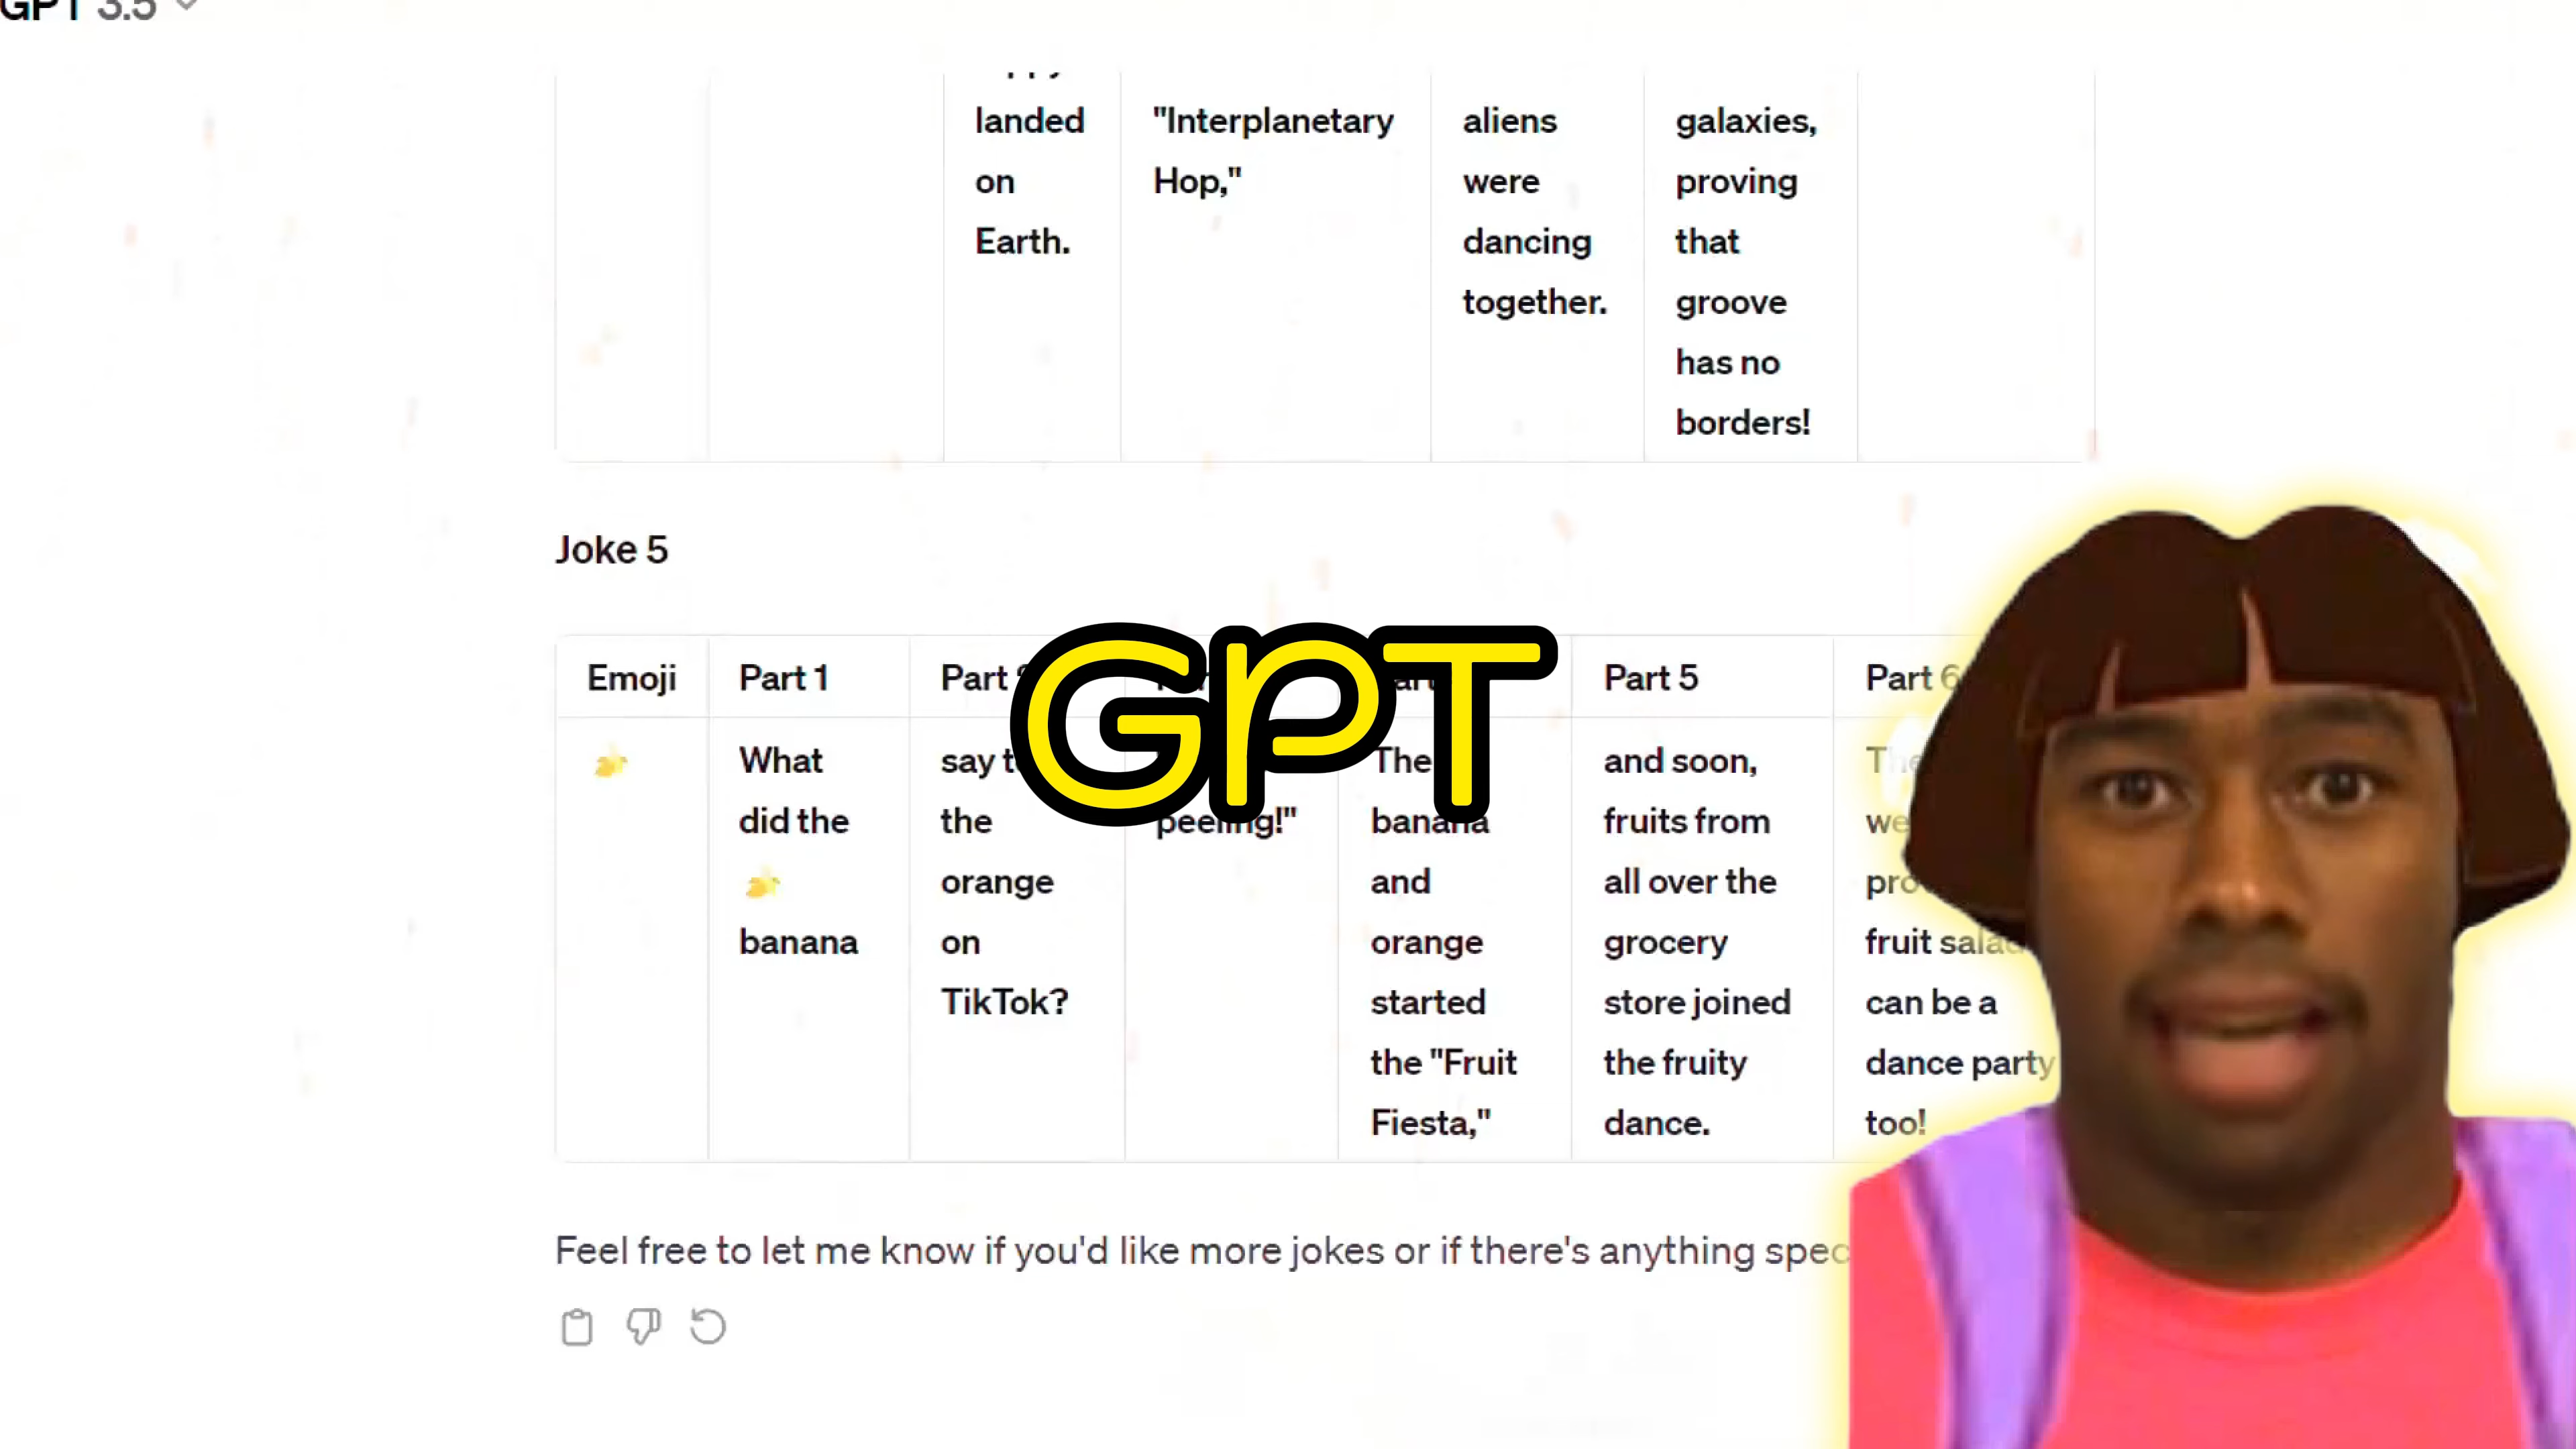 GPT 3.5
landed
on
Earth.
"Interplanetary
Hop,"
aliens
were
dancing
together.
galaxies,
proving
that
groove
has no
borders!
Joke 5
Emoji
Part 1
Part
Part 5
Part 6
What
did the
🍌
banana
say
the
orange
on
TikTok?
peeling!"
The
banana
and
orange
started
the "Fruit
Fiesta,"
and soon,
fruits from
all over the
grocery
store joined
the fruity
dance.
fruit salad
can be a
dance party
too!
GPT
Feel free to let me know if you'd like more jokes or if there's anything